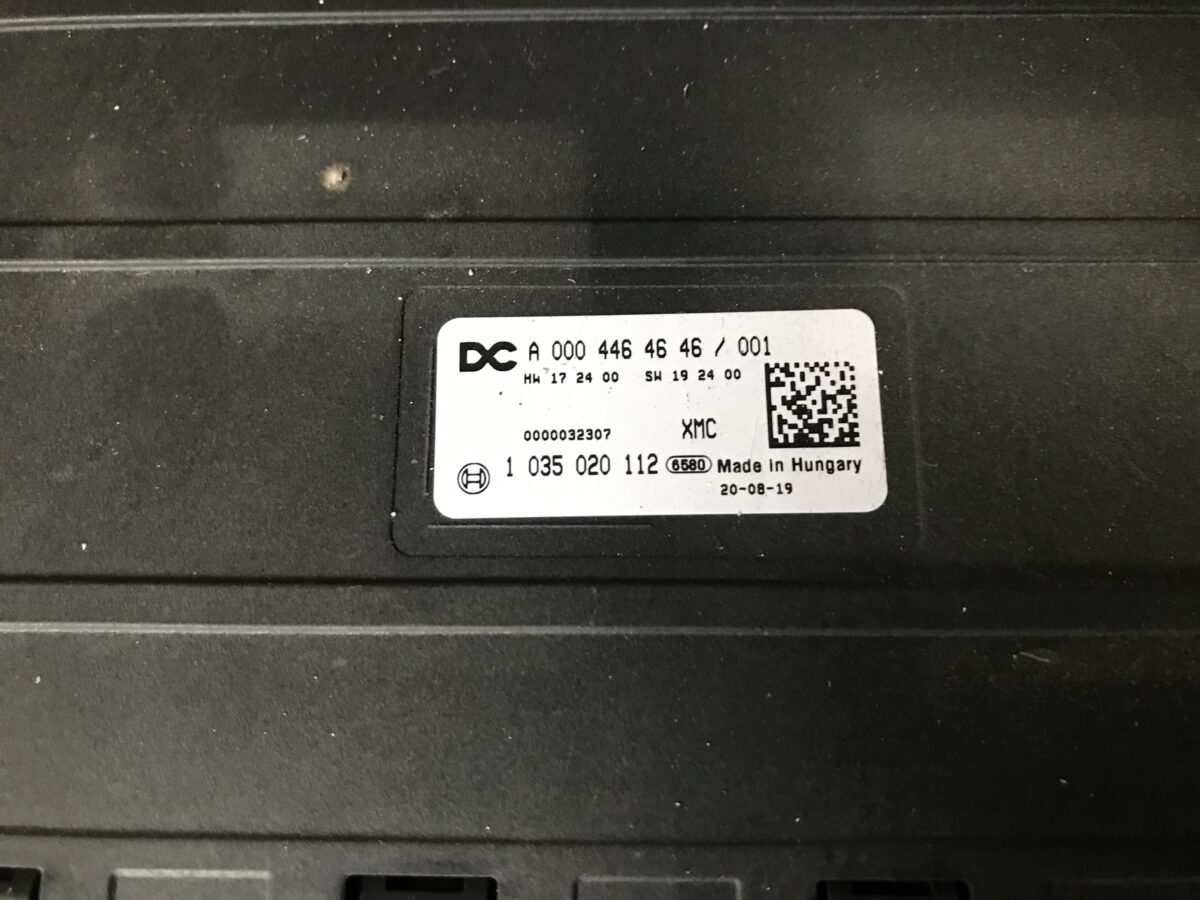 DC A 000 446 46 46 / 001
HW 17 24 00 SW 19 24 00
0000032307 XMC
1 035 020 112 6580 Made in Hungary
20-08-19